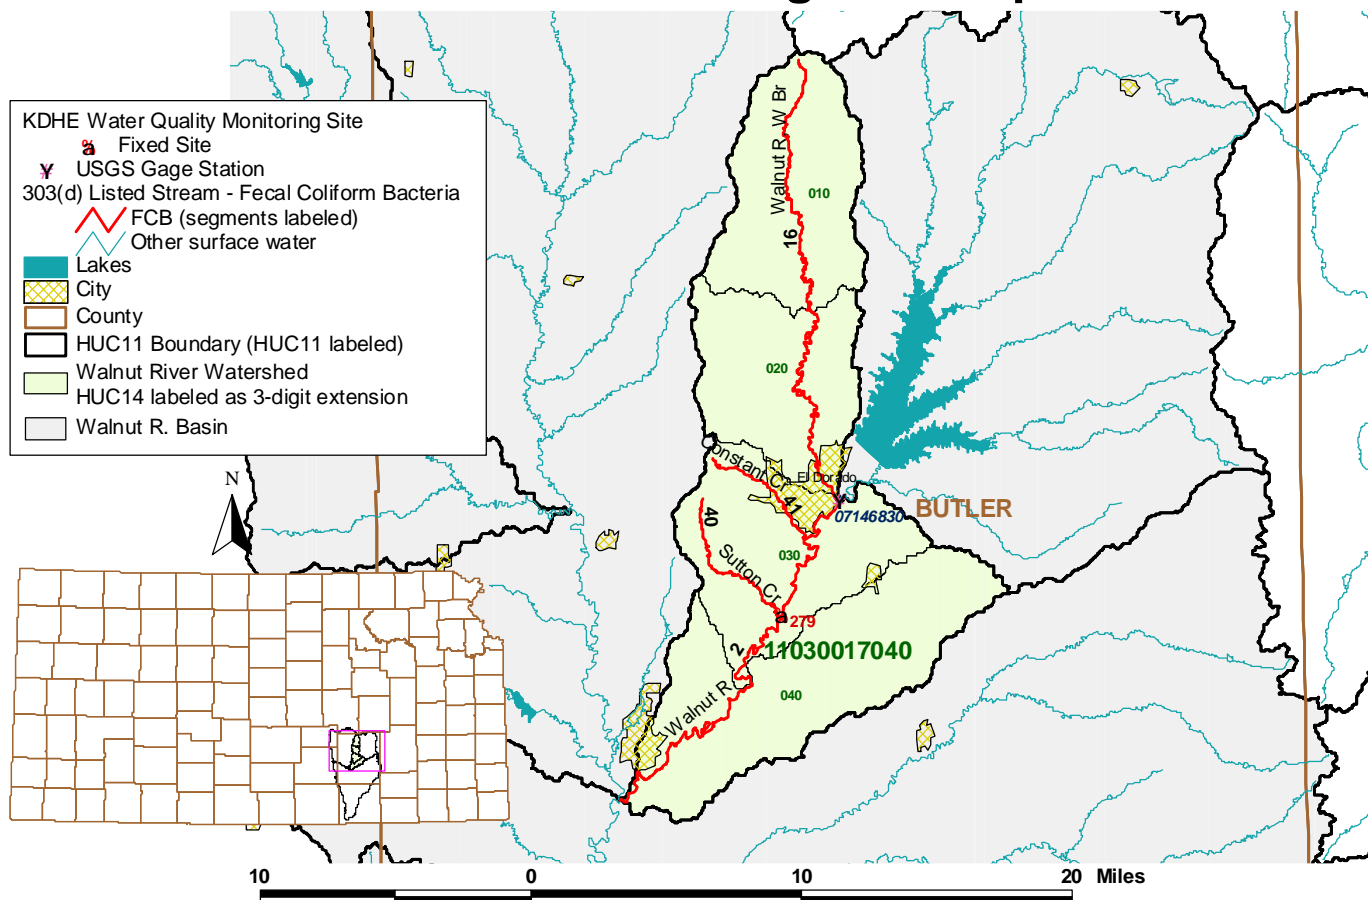 KDHE Water Quality Monitoring Site
Fixed Site
USGS Gage Station
303(d) Listed Stream - Fecal Coliform Bacteria
FCB (segments labeled)
Other surface water
Lakes
City
County
HUC11 Boundary (HUC11 labeled)
Walnut River Watershed
HUC14 labeled as 3-digit extension
Walnut R. Basin
N
Walnut R, W Br
010
16
020
Constant Cr
El Dorado
41
07146830
BUTLER
40
030
Sutton Cr
a
279
2
11030017040
040
Walnut R
10
0
10
20
Miles